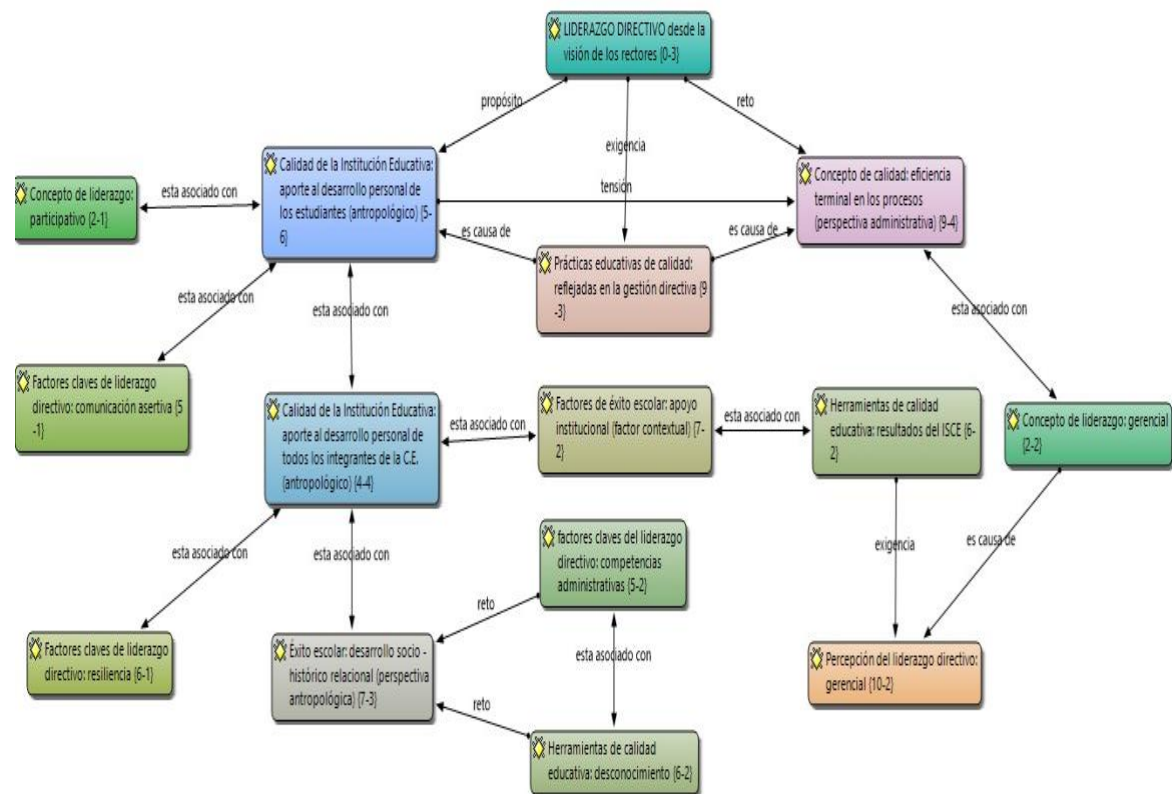 LIDERAZGO DIRECTIVO desde la
visión de los rectores {0-3}
propósito
reto
exigencia
Calidad de la Institución Educativa:
aporte al desarrollo personal de
los estudiantes (antropológico) {5-
6}
Concepto de liderazgo:
participativo {2-1}
esta asociado con
tensión
Concepto de calidad: eficiencia
terminal en los procesos
(perspectiva administrativa) {9-4}
es causa de
es causa de
Prácticas educativas de calidad:
reflejadas en la gestión directiva {9
-3}
esta asociado con
esta asociado con
esta asociado con
Factores claves de liderazgo
directivo: comunicación asertiva {5
-1}
Calidad de la Institución Educativa:
aporte al desarrollo personal de
todos los integrantes de la C.E.
(antropológico) {4-4}
esta asociado con
Factores de éxito escolar: apoyo
institucional (factor contextual) {7-
2}
esta asociado con
Herramientas de calidad
educativa: resultados del ISCE {6-
2}
Concepto de liderazgo: gerencial
{2-2}
esta asociado con
esta asociado con
factores claves del liderazgo
directivo: competencias
administrativas {5-2}
exigencia
es causa de
reto
Factores claves de liderazgo
directivo: resiliencia {6-1}
Éxito escolar: desarrollo socio -
histórico relacional (perspectiva
antropológica) {7-3}
esta asociado con
Percepción del liderazgo directivo:
gerencial {10-2}
reto
Herramientas de calidad
educativa: desconocimiento {6-2}